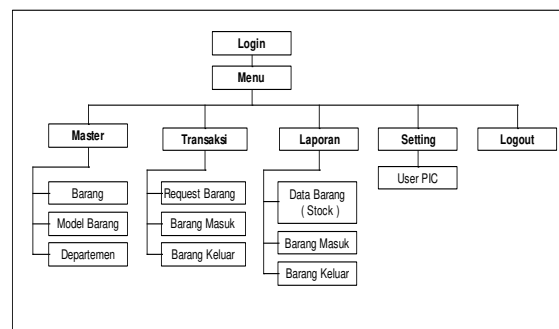 Login
Menu
Master
Transaksi
Laporan
Setting
Logout
Barang
Model Barang
Departemen
Request Barang
Barang Masuk
Barang Keluar
Data Barang
( Stock )
Barang Masuk
Barang Keluar
User PIC